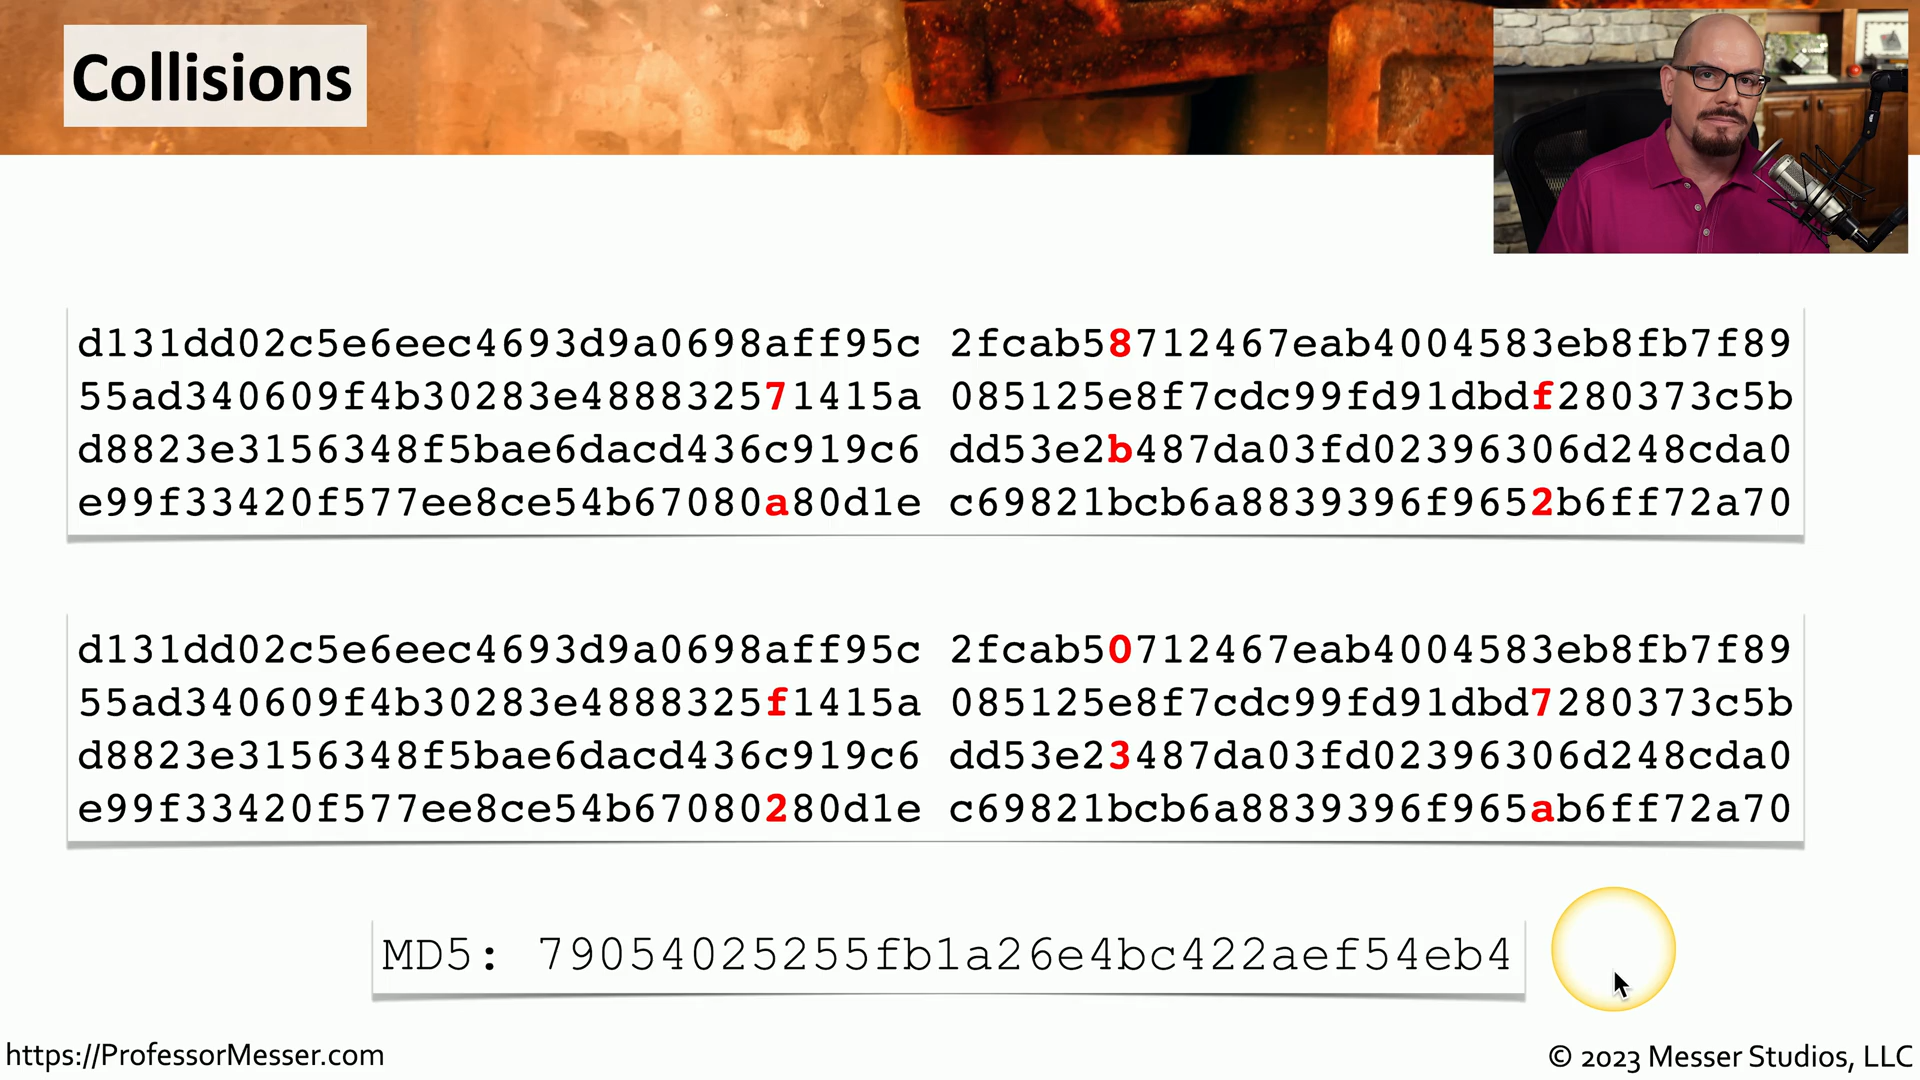 Collisions
d131dd02c5e6eec4693d9a0698aff95c 2fcab58712467eab4004583eb8fb7f89
55ad340609f4b30283e488832571415a 085125e8f7cdc99fd91dbdf280373c5b
d8823e3156348f5bae6dacd436c919c6 dd53e2b487da03fd02396306d248cda0
e99f33420f577ee8ce54b67080a80d1e c69821bcb6a8839396f9652b6ff72a70
d131dd02c5e6eec4693d9a0698aff95c 2fcab50712467eab4004583eb8fb7f89
55ad340609f4b30283e4888325f1415a 085125e8f7cdc99fd91dbd7280373c5b
d8823e3156348f5bae6dacd436c919c6 dd53e23487da03fd02396306d248cda0
e99f33420f577ee8ce54b67080280d1e c69821bcb6a8839396f965ab6ff72a70
MD5: 79054025255fb1a26e4bc422aef54eb4
https://ProfessorMesser.com
© 2023 Messer Studios, LLC